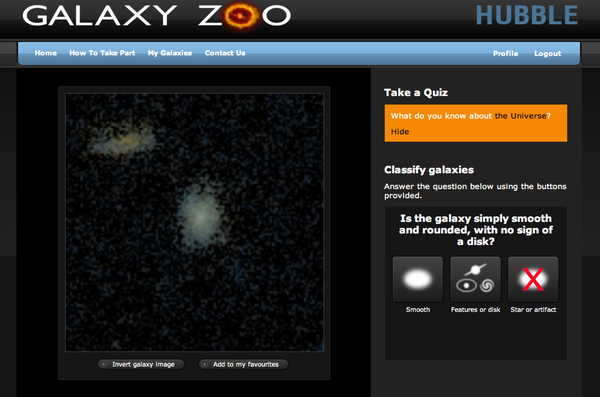 GALAXY ZOO
HUBBLE
Home How To Take Part My Galaxies Contact Us
Profile Logout
Take a Quiz
What do you know about the Universe?
Hide
Classify galaxies
Answer the question below using the buttons
provided.
Is the galaxy simply smooth
and rounded, with no sign of
a disk?
Smooth
Features or disk
Star or artifact
Invert galaxy image
Add to my favourites